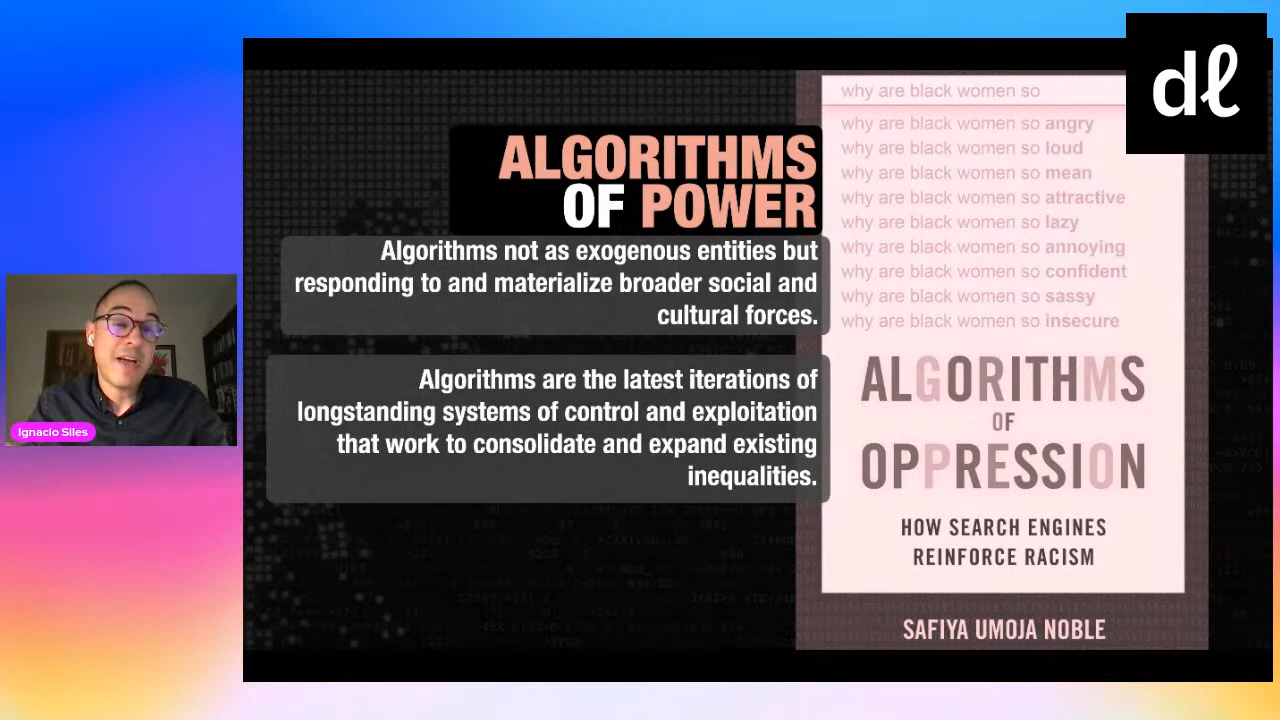 dℓ
ALGORITHMS
OF POWER
Algorithms not as exogenous entities but
responding to and materialize broader social and
cultural forces.
Algorithms are the latest iterations of
longstanding systems of control and exploitation
that work to consolidate and expand existing
inequalities.
why are black women so
why are black women so angry
why are black women so loud
why are black women so mean
why are black women so attractive
why are black women so lazy
why are black women so annoying
why are black women so confident
why are black women so sassy
why are black women so insecure
ALGORITHMS
OF
OPPRESSION
HOW SEARCH ENGINES
REINFORCE RACISM
SAFIYA UMOJA NOBLE
Ignacio Siles